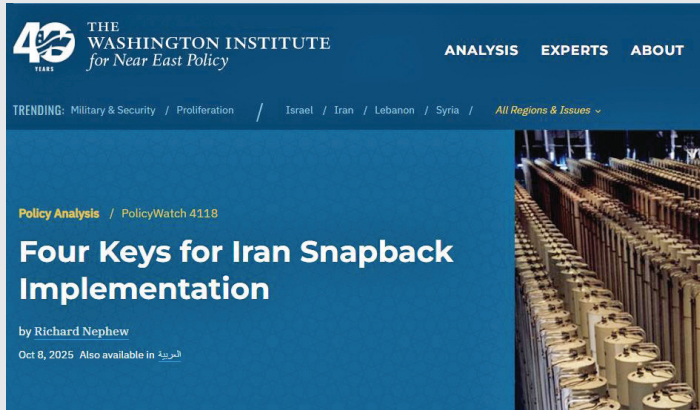 40
YEARS
THE
WASHINGTON INSTITUTE
for Near East Policy
ANALYSIS EXPERTS ABOUT
TRENDING: Military & Security / Proliferation / Israel / Iran / Lebanon / Syria / All Regions & Issues
Policy Analysis / PolicyWatch 4118
Four Keys for Iran Snapback
Implementation
by Richard Nephew
Oct 8, 2025 Also available in العربية